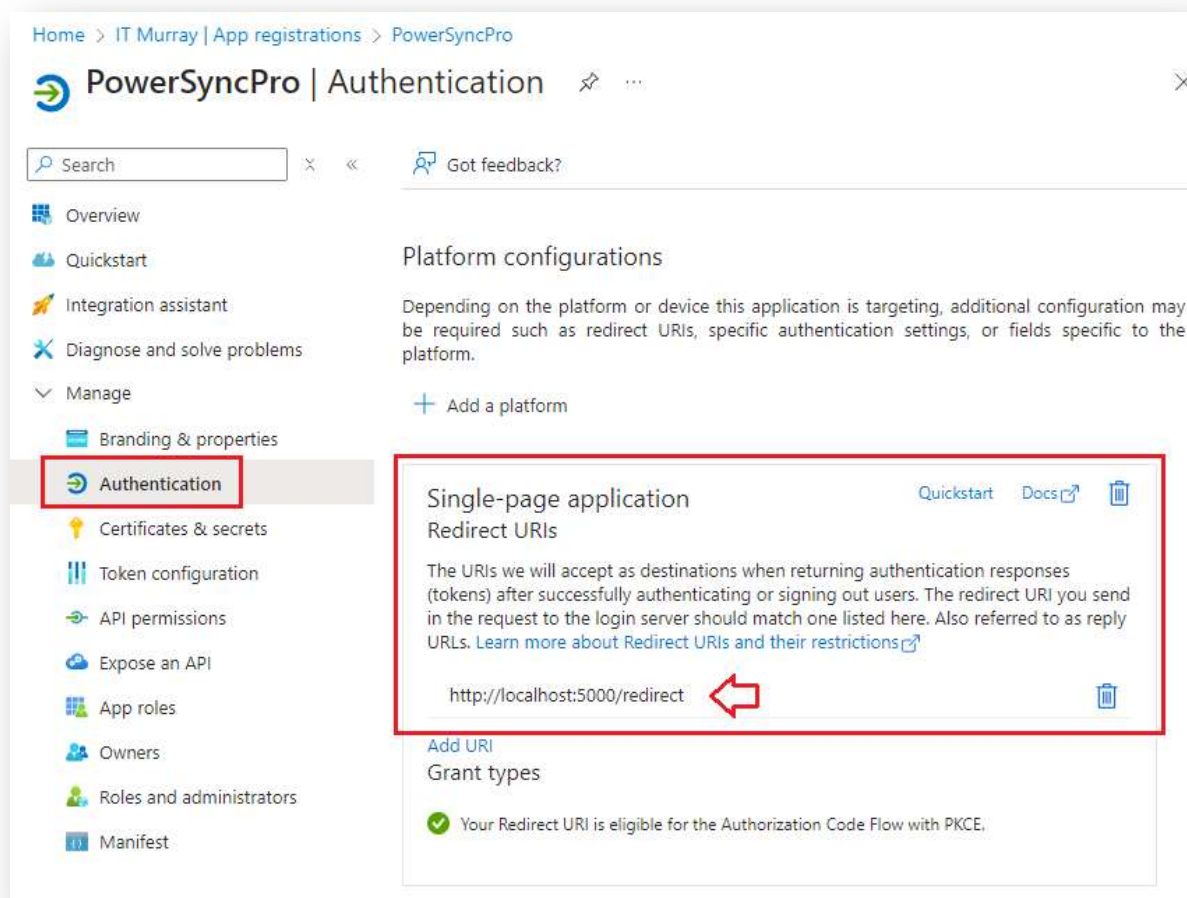 Home > IT Murray | App registrations > PowerSyncPro
PowerSyncPro | Authentication
Search
Got feedback?
Overview
Quickstart
Integration assistant
Diagnose and solve problems
Manage
Branding & properties
Authentication
Certificates & secrets
Token configuration
API permissions
Expose an API
App roles
Owners
Roles and administrators
Manifest
Platform configurations
Depending on the platform or device this application is targeting, additional configuration may
be required such as redirect URIs, specific authentication settings, or fields specific to the
platform.
Add a platform
Single-page application
Quickstart Docs
Redirect URIs
The URIs we will accept as destinations when returning authentication responses
(tokens) after successfully authenticating or signing out users. The redirect URI you send
in the request to the login server should match one listed here. Also referred to as reply
URLs. Learn more about Redirect URIs and their restrictions
http://localhost:5000/redirect
Add URI
Grant types
Your Redirect URI is eligible for the Authorization Code Flow with PKCE.